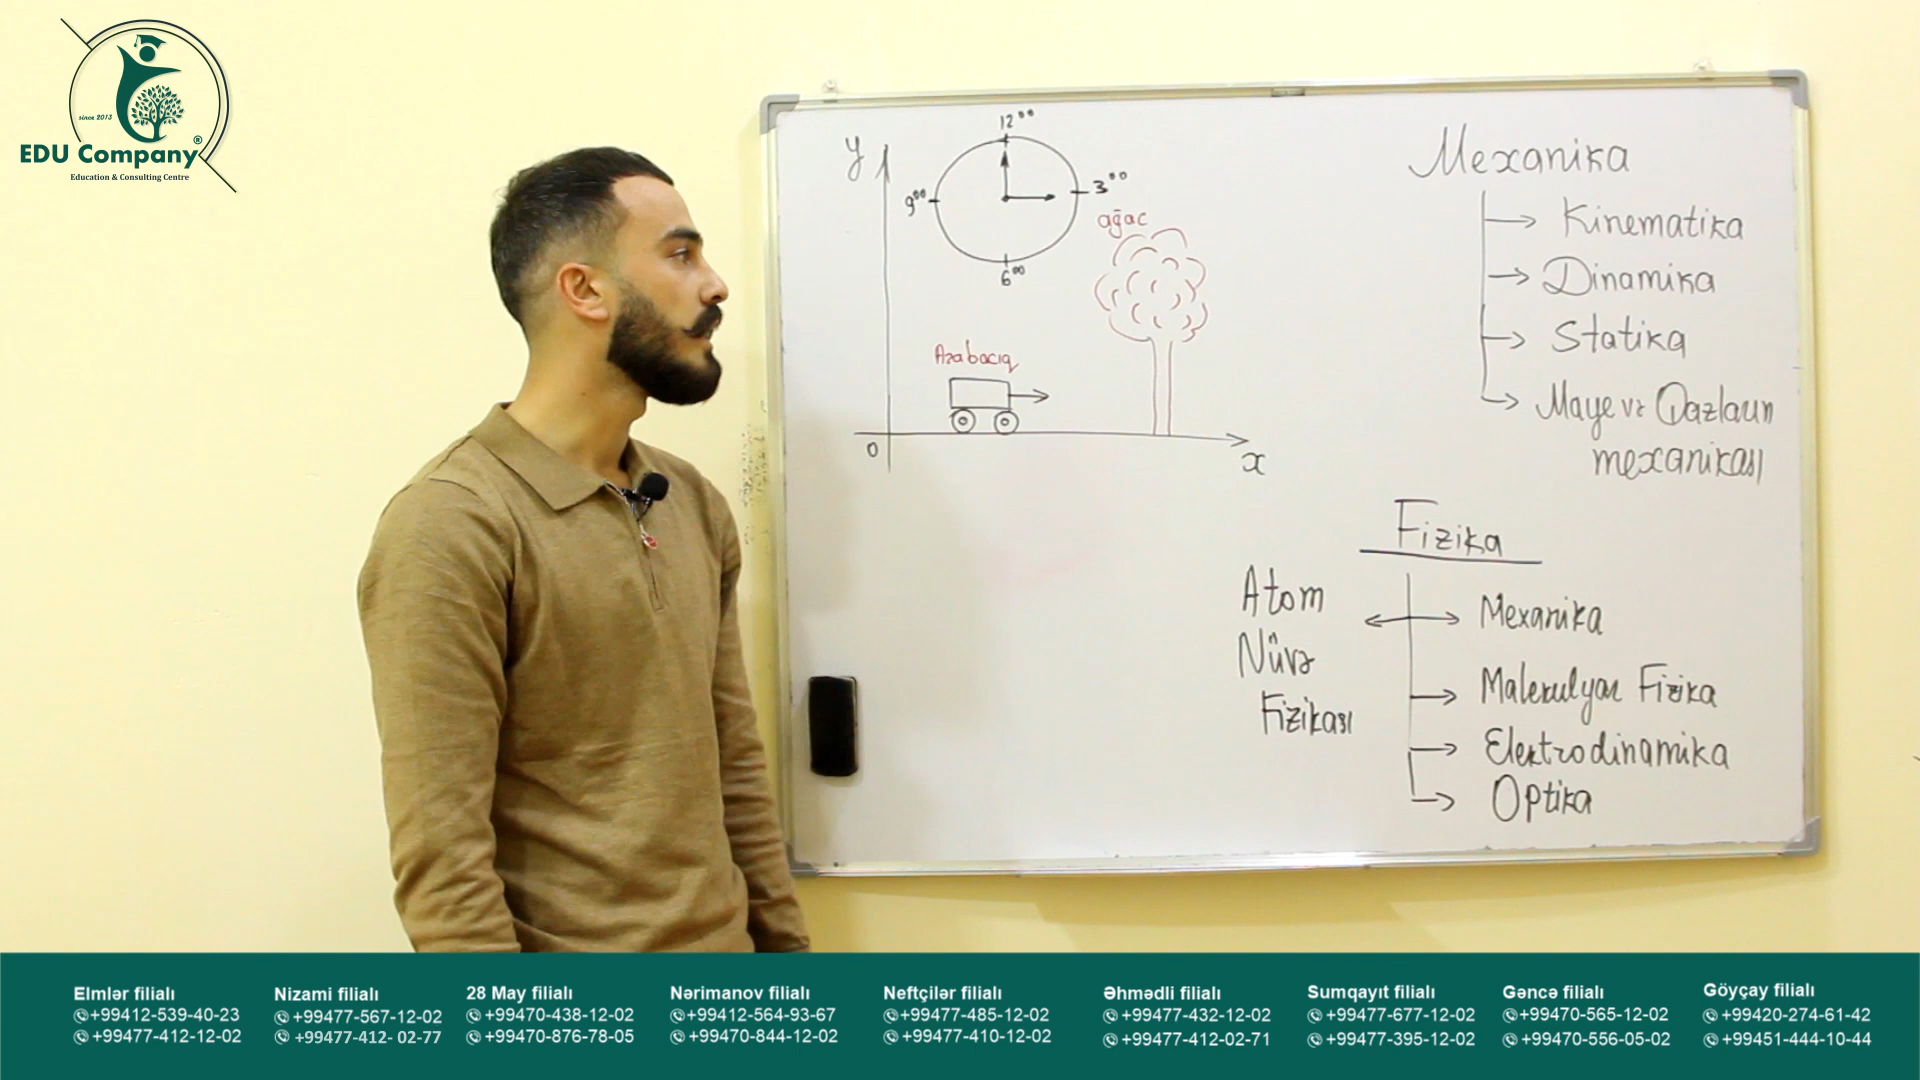 since 2013
EDU Company®
Education & Consulting Centre
y
12⁰⁰
9⁰⁰
3⁰⁰
6⁰⁰
ağac
Arabacıq
0
x
Mexanika
Kinematika
Dinamika
Statika
Maye və Qazların
mexanikası
Fizika
Atom
Nüvə
Fizikası
Mexanika
Malekulyar Fizika
Elektrodinamika
Optika
Elmlər filialı
+99412-539-40-23
+99477-412-12-02
Nizami filialı
+99477-567-12-02
+99477-412- 02-77
28 May filialı
+99470-438-12-02
+99470-876-78-05
Nərimanov filialı
+99412-564-93-67
+99470-844-12-02
Neftçilər filialı
+99477-485-12-02
+99477-410-12-02
Əhmədli filialı
+99477-432-12-02
+99477-412-02-71
Sumqayıt filialı
+99477-677-12-02
+99477-395-12-02
Gəncə filialı
+99470-565-12-02
+99470-556-05-02
Göyçay filialı
+99420-274-61-42
+99451-444-10-44